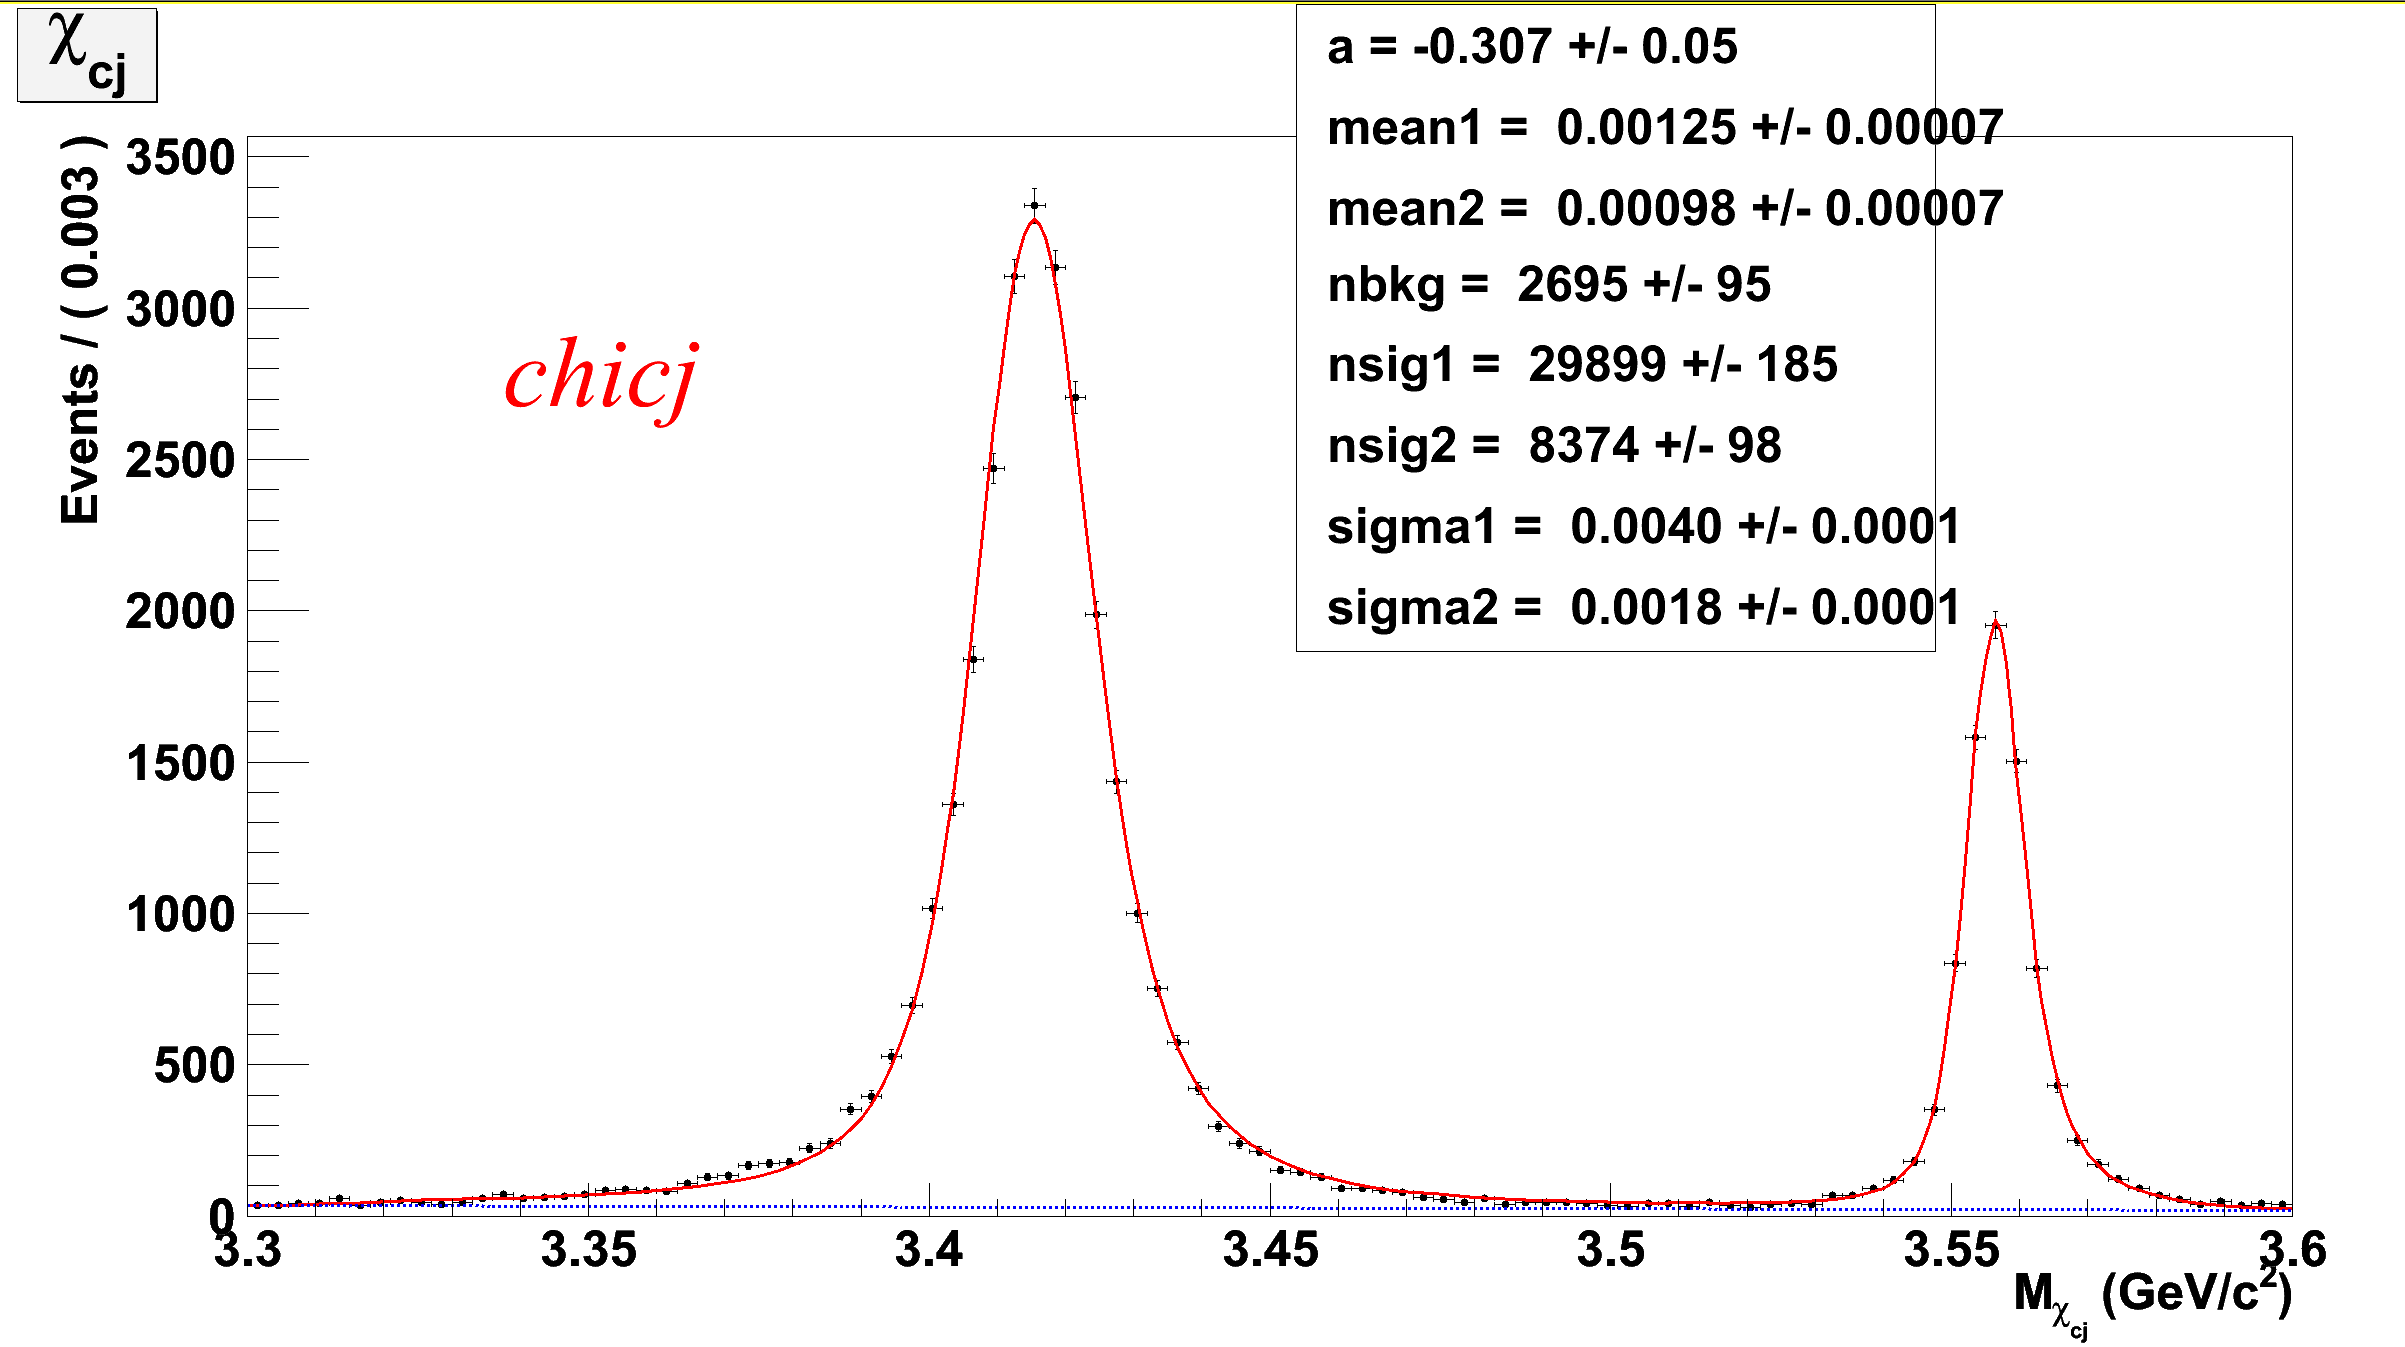 χcj
a = -0.307 +/- 0.05
mean1 = 0.00125 +/- 0.00007
mean2 = 0.00098 +/- 0.00007
nbkg = 2695 +/- 95
nsig1 = 29899 +/- 185
nsig2 = 8374 +/- 98
sigma1 = 0.0040 +/- 0.0001
sigma2 = 0.0018 +/- 0.0001
Events / ( 0.003 )
3500
3000
2500
2000
1500
1000
500
0
chicj
3.3 3.35 3.4 3.45 3.5 3.55 3.6
Mχcj (GeV/c²)